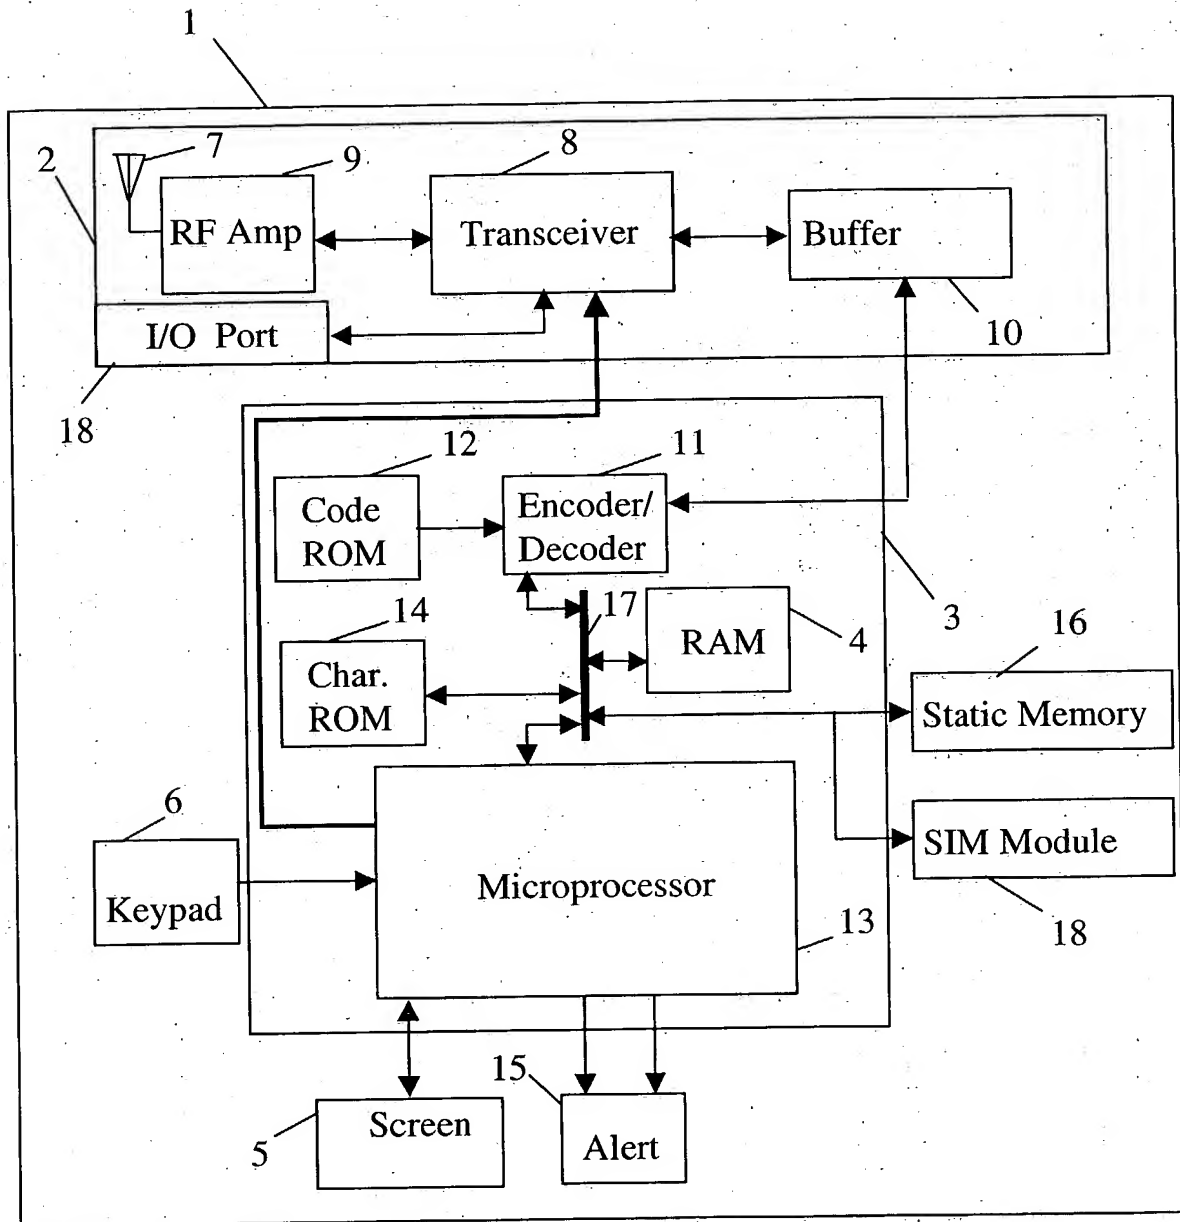 1
2
7
9
8
RF Amp
Transceiver
Buffer
I/O Port
10
18
12
11
Code
ROM
Encoder/
Decoder
3
14
17
4
16
RAM
Char.
ROM
Static Memory
6
SIM Module
Keypad
Microprocessor
13
18
15
5
Screen
Alert